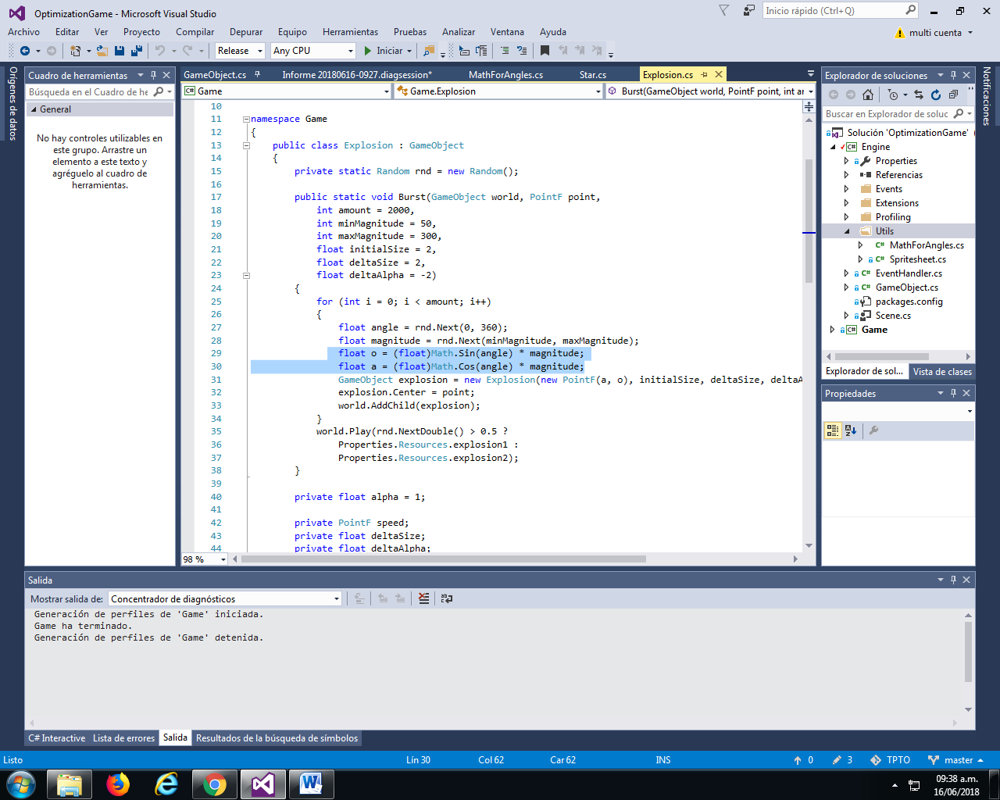 OptimizationGame - Microsoft Visual Studio
Inicio rápido (Ctrl+Q)
Archivo Editar Ver Proyecto Compilar Depurar Equipo Herramientas Pruebas Analizar Ventana Ayuda
multi cuenta
Release Any CPU Iniciar
Orígenes de datos
Cuadro de herramientas
Búsqueda en el Cuadro de he
General
No hay controles utilizables en
este grupo. Arrastre un
elemento a este texto y
agréguelo al cuadro de
herramientas.
GameObject.cs Informe 20180616-0927.diagsession* MathForAngles.cs Star.cs Explosion.cs
Game Game.Explosion Burst(GameObject world, PointF point, int ar
10
11 namespace Game
12 {
13 public class Explosion : GameObject
14 {
15 private static Random rnd = new Random();
16
17 public static void Burst(GameObject world, PointF point,
18 int amount = 2000,
19 int minMagnitude = 50,
20 int maxMagnitude = 300,
21 float initialSize = 2,
22 float deltaSize = 2,
23 float deltaAlpha = -2)
24 {
25 for (int i = 0; i < amount; i++)
26 {
27 float angle = rnd.Next(0, 360);
28 float magnitude = rnd.Next(minMagnitude, maxMagnitude);
29 float o = (float)Math.Sin(angle) * magnitude;
30 float a = (float)Math.Cos(angle) * magnitude;
31 GameObject explosion = new Explosion(new PointF(a, o), initialSize, deltaSize, deltaA
32 explosion.Center = point;
33 world.AddChild(explosion);
34 }
35 world.Play(rnd.NextDouble() > 0.5 ?
36 Properties.Resources.explosion1 :
37 Properties.Resources.explosion2);
38 }
39
40 private float alpha = 1;
41
42 private PointF speed;
43 private float deltaSize;
44 private float deltaAlpha;
98 %
Explorador de soluciones
Buscar en Explorador de soluc
Solución 'OptimizationGame' (
Engine
Properties
Referencias
Events
Extensions
Profiling
Utils
MathForAngles.cs
Spritesheet.cs
EventHandler.cs
GameObject.cs
packages.config
Scene.cs
Game
Explorador de sol... Vista de clases
Propiedades
Notificaciones
Salida
Mostrar salida de: Concentrador de diagnósticos
Generación de perfiles de 'Game' iniciada.
Game ha terminado.
Generación de perfiles de 'Game' detenida.
C# Interactive Lista de errores Salida Resultados de la búsqueda de símbolos
Listo Lín 30 Col 62 Car 62 INS 0 3 TPTO master
09:38 a.m.
16/06/2018